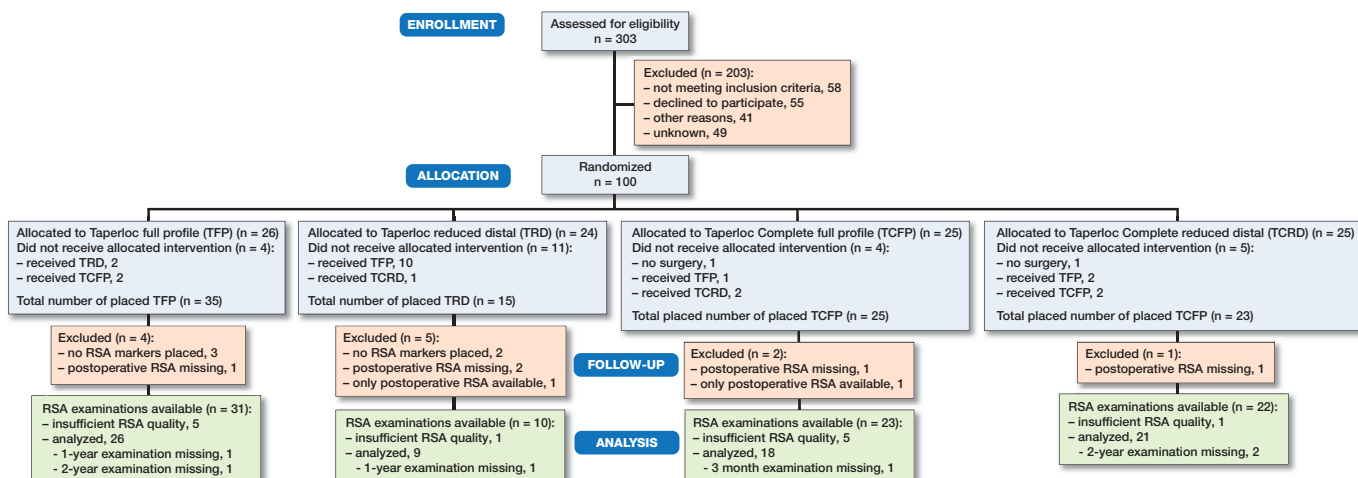 ENROLLMENT
Assessed for eligibility
n = 303
Excluded (n = 203):
– not meeting inclusion criteria, 58
– declined to participate, 55
– other reasons, 41
– unknown, 49
ALLOCATION
Randomized
n = 100
Allocated to Taperloc full profile (TFP) (n = 26)
Did not receive allocated intervention (n = 4):
– received TRD, 2
– received TCFP, 2
Total number of placed TFP (n = 35)
Allocated to Taperloc reduced distal (TRD) (n = 24)
Did not receive allocated intervention (n = 11):
– received TFP, 10
– received TCRD, 1
Total number of placed TRD (n = 15)
Allocated to Taperloc Complete full profile (TCFP) (n = 25)
Did not receive allocated intervention (n = 4):
– no surgery, 1
– received TFP, 1
– received TCRD, 2
Total placed number of placed TCFP (n = 25)
Allocated to Taperloc Complete reduced distal (TCRD) (n = 25)
Did not receive allocated intervention (n = 5):
– no surgery, 1
– received TFP, 2
– received TCFP, 2
Total number of placed TCFP (n = 23)
FOLLOW-UP
Excluded (n = 4):
– no RSA markers placed, 3
– postoperative RSA missing, 1
Excluded (n = 5):
– no RSA markers placed, 2
– postoperative RSA missing, 2
– only postoperative RSA available, 1
Excluded (n = 2):
– postoperative RSA missing, 1
– only postoperative RSA available, 1
Excluded (n = 1):
– postoperative RSA missing, 1
ANALYSIS
RSA examinations available (n = 31):
– insufficient RSA quality, 5
– analyzed, 26
- 1-year examination missing, 1
- 2-year examination missing, 1
RSA examinations available (n = 10):
– insufficient RSA quality, 1
– analyzed, 9
- 1-year examination missing, 1
RSA examinations available (n = 23):
– insufficient RSA quality, 5
– analyzed, 18
- 3 month examination missing, 1
RSA examinations available (n = 22):
– insufficient RSA quality, 1
– analyzed, 21
- 2-year examination missing, 2